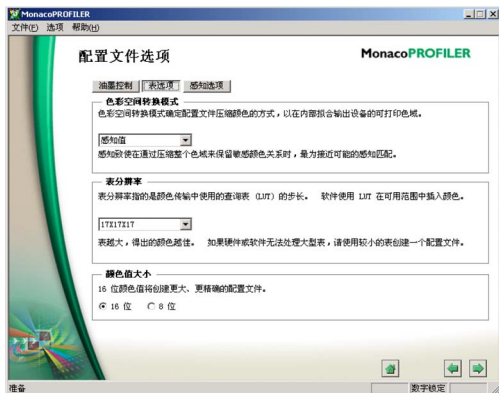 MonacoPROFILER
文件(F) 选项 帮助(H)
配置文件选项
MonacoPROFILER
油墨控制 表选项 感知选项
色彩空间转换模式
色彩空间转换模式确定配置文件压缩颜色的方式，以在内部拟合输出设备的可打印色域。
感知值
感知致使在通过压缩整个色域来保留敏感颜色关系时，最为接近可能的感知匹配。
表分辨率
表分辨率指的是颜色传输中使用的查询表 (LUT) 的步长。 软件使用 LUT 在可用范围中插入颜色。
17X17X17
表越大，得出的颜色越佳。 如果硬件或软件无法处理大型表，请使用较小的表创建一个配置文件。
颜色值大小
16 位颜色值将创建更大、更精确的配置文件。
16 位 8 位
准备 数字锁定